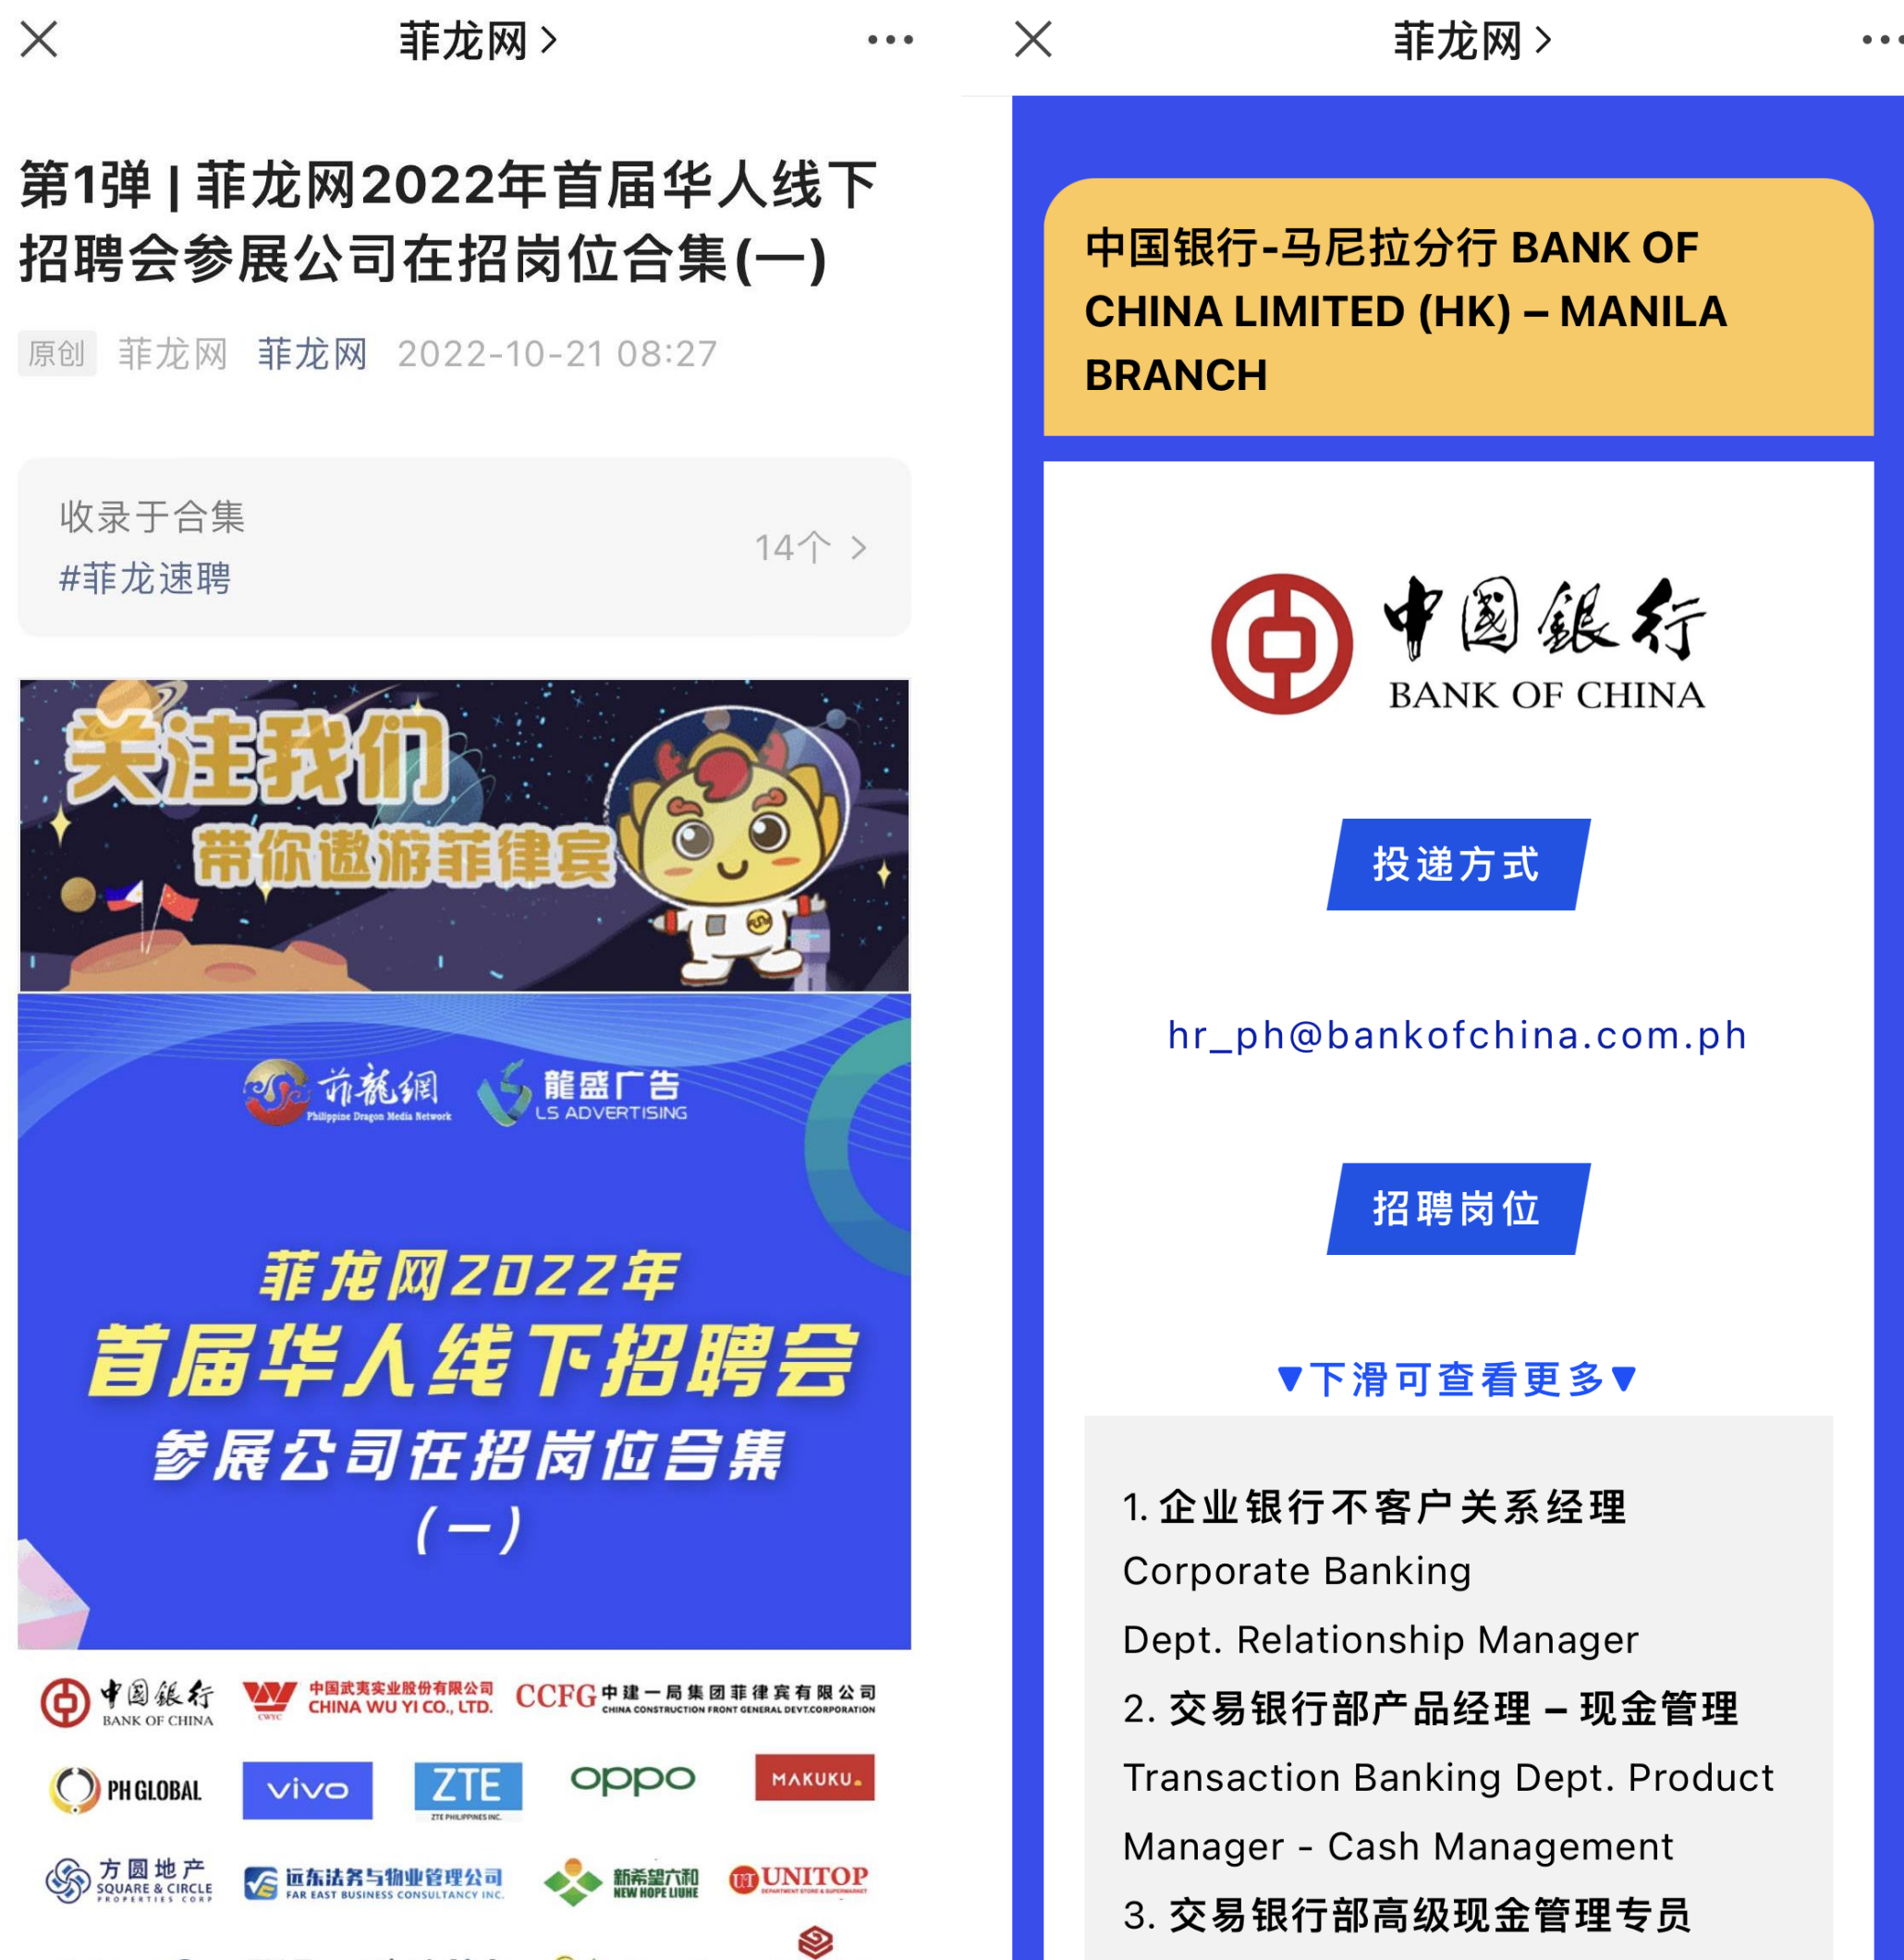 菲龙网
第1弹 | 菲龙网2022年首届华人线下
招聘会参展公司在招岗位合集(一)
原创 菲龙网 菲龙网 2022-10-21 08:27
收录于合集
#菲龙速聘
14个
关注我们
带你遨游菲律宾
菲龍網
Philippine Dragon Media Network
龍盛广告
LS ADVERTISING
菲龙网2022年
首届华人线下招聘会
参展公司在招岗位合集
(一)
中国銀行
BANK OF CHINA
CWYC
中国武夷实业股份有限公司
CHINA WU YI CO., LTD.
CCFG 中建一局集团菲律宾有限公司
CHINA CONSTRUCTION FRONT GENERAL DEVT.CORPORATION
PH GLOBAL
vivo
ZTE
ZTE PHILIPPINES INC.
oppo
MAKUKU.
方圆地产
SQUARE & CIRCLE
PROPERTIES CORP
远东法务与物业管理公司
FAR EAST BUSINESS CONSULTANCY INC.
新希望六和
NEW HOPE LIUHE
UT UNITOP
DEPARTMENT STORE & SUPERMARKET
菲龙网
中国银行-马尼拉分行 BANK OF
CHINA LIMITED (HK) – MANILA
BRANCH
中國銀行
BANK OF CHINA
投递方式
hr_ph@bankofchina.com.ph
招聘岗位
▼下滑可查看更多▼
1. 企业银行不客户关系经理
Corporate Banking
Dept. Relationship Manager
2. 交易银行部产品经理 – 现金管理
Transaction Banking Dept. Product
Manager - Cash Management
3. 交易银行部高级现金管理专员